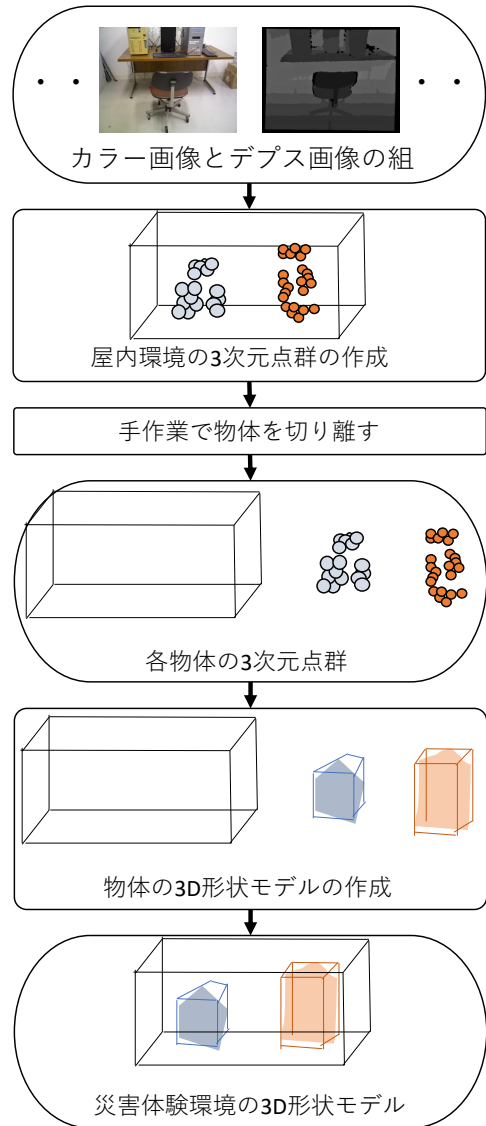 カラー画像とデプス画像の組
屋内環境の3次元点群の作成
手作業で物体を切り離す
各物体の3次元点群
物体の3D形状モデルの作成
災害体験環境の3D形状モデル